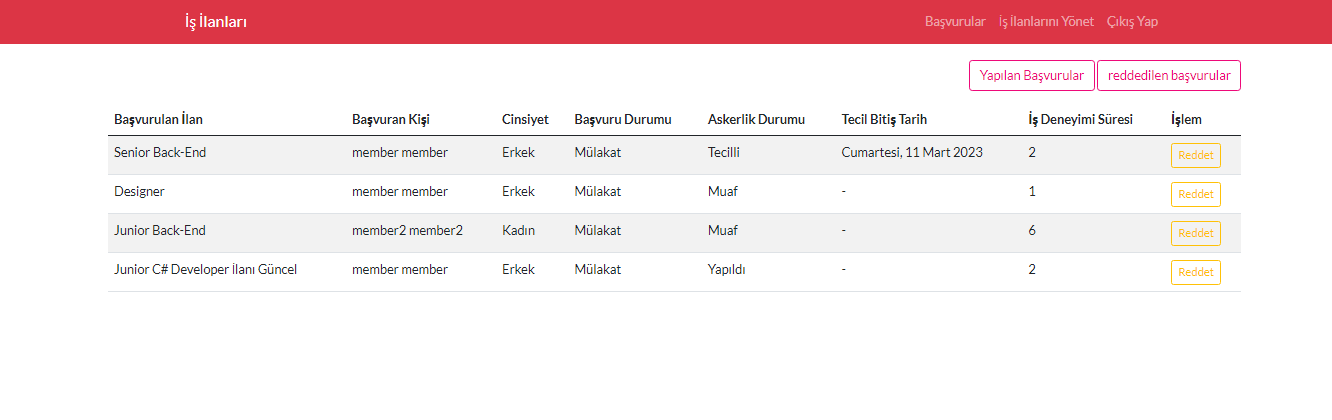 İş İlanları Başvurular İş İlanlarını Yönet Çıkış Yap
Yapılan Başvurular reddedilen başvurular
Başvurulan İlan Başvuran Kişi Cinsiyet Başvuru Durumu Askerlik Durumu Tecil Bitiş Tarih İş Deneyimi Süresi İşlem
Senior Back-End member member Erkek Mülakat Tecilli Cumartesi, 11 Mart 2023 2 Reddet
Designer member member Erkek Mülakat Muaf - 1 Reddet
Junior Back-End member2 member2 Kadın Mülakat Muaf - 6 Reddet
Junior C# Developer İlanı Güncel member member Erkek Mülakat Yapıldı - 2 Reddet